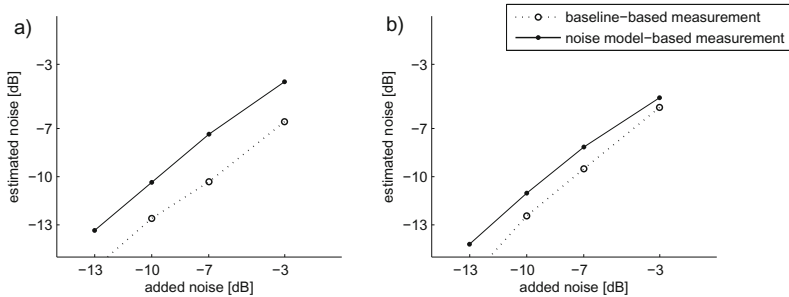 a)
estimated noise [dB]
−3
−7
−10
−13
−13 −10 −7 −3
added noise [dB]
b)
baseline−based measurement
noise model−based measurement
estimated noise [dB]
−3
−7
−10
−13
−13 −10 −7 −3
added noise [dB]